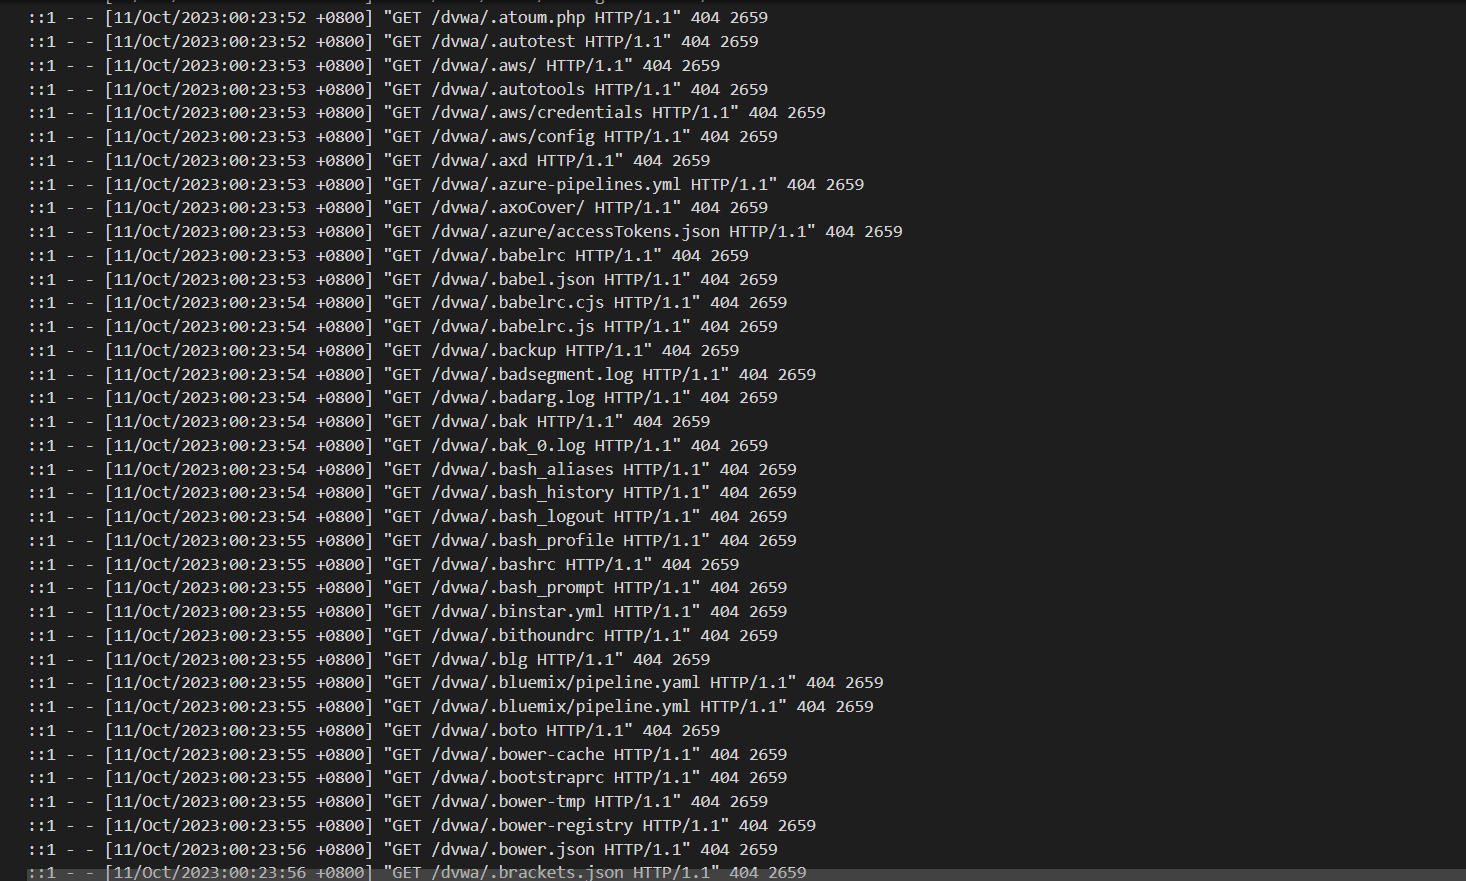 ::1 - - [11/Oct/2023:00:23:52 +0800] "GET /dvwa/.atoum.php HTTP/1.1" 404 2659
::1 - - [11/Oct/2023:00:23:52 +0800] "GET /dvwa/.autotest HTTP/1.1" 404 2659
::1 - - [11/Oct/2023:00:23:53 +0800] "GET /dvwa/.aws/ HTTP/1.1" 404 2659
::1 - - [11/Oct/2023:00:23:53 +0800] "GET /dvwa/.autotools HTTP/1.1" 404 2659
::1 - - [11/Oct/2023:00:23:53 +0800] "GET /dvwa/.aws/credentials HTTP/1.1" 404 2659
::1 - - [11/Oct/2023:00:23:53 +0800] "GET /dvwa/.aws/config HTTP/1.1" 404 2659
::1 - - [11/Oct/2023:00:23:53 +0800] "GET /dvwa/.axd HTTP/1.1" 404 2659
::1 - - [11/Oct/2023:00:23:53 +0800] "GET /dvwa/.azure-pipelines.yml HTTP/1.1" 404 2659
::1 - - [11/Oct/2023:00:23:53 +0800] "GET /dvwa/.axoCover/ HTTP/1.1" 404 2659
::1 - - [11/Oct/2023:00:23:53 +0800] "GET /dvwa/.azure/accessTokens.json HTTP/1.1" 404 2659
::1 - - [11/Oct/2023:00:23:53 +0800] "GET /dvwa/.babelrc HTTP/1.1" 404 2659
::1 - - [11/Oct/2023:00:23:53 +0800] "GET /dvwa/.babel.json HTTP/1.1" 404 2659
::1 - - [11/Oct/2023:00:23:54 +0800] "GET /dvwa/.babelrc.cjs HTTP/1.1" 404 2659
::1 - - [11/Oct/2023:00:23:54 +0800] "GET /dvwa/.babelrc.js HTTP/1.1" 404 2659
::1 - - [11/Oct/2023:00:23:54 +0800] "GET /dvwa/.backup HTTP/1.1" 404 2659
::1 - - [11/Oct/2023:00:23:54 +0800] "GET /dvwa/.badsegment.log HTTP/1.1" 404 2659
::1 - - [11/Oct/2023:00:23:54 +0800] "GET /dvwa/.badarg.log HTTP/1.1" 404 2659
::1 - - [11/Oct/2023:00:23:54 +0800] "GET /dvwa/.bak HTTP/1.1" 404 2659
::1 - - [11/Oct/2023:00:23:54 +0800] "GET /dvwa/.bak_0.log HTTP/1.1" 404 2659
::1 - - [11/Oct/2023:00:23:54 +0800] "GET /dvwa/.bash_aliases HTTP/1.1" 404 2659
::1 - - [11/Oct/2023:00:23:54 +0800] "GET /dvwa/.bash_history HTTP/1.1" 404 2659
::1 - - [11/Oct/2023:00:23:54 +0800] "GET /dvwa/.bash_logout HTTP/1.1" 404 2659
::1 - - [11/Oct/2023:00:23:55 +0800] "GET /dvwa/.bash_profile HTTP/1.1" 404 2659
::1 - - [11/Oct/2023:00:23:55 +0800] "GET /dvwa/.bashrc HTTP/1.1" 404 2659
::1 - - [11/Oct/2023:00:23:55 +0800] "GET /dvwa/.bash_prompt HTTP/1.1" 404 2659
::1 - - [11/Oct/2023:00:23:55 +0800] "GET /dvwa/.binstar.yml HTTP/1.1" 404 2659
::1 - - [11/Oct/2023:00:23:55 +0800] "GET /dvwa/.bithoundrc HTTP/1.1" 404 2659
::1 - - [11/Oct/2023:00:23:55 +0800] "GET /dvwa/.blg HTTP/1.1" 404 2659
::1 - - [11/Oct/2023:00:23:55 +0800] "GET /dvwa/.bluemix/pipeline.yaml HTTP/1.1" 404 2659
::1 - - [11/Oct/2023:00:23:55 +0800] "GET /dvwa/.bluemix/pipeline.yml HTTP/1.1" 404 2659
::1 - - [11/Oct/2023:00:23:55 +0800] "GET /dvwa/.boto HTTP/1.1" 404 2659
::1 - - [11/Oct/2023:00:23:55 +0800] "GET /dvwa/.bower-cache HTTP/1.1" 404 2659
::1 - - [11/Oct/2023:00:23:55 +0800] "GET /dvwa/.bootstraprc HTTP/1.1" 404 2659
::1 - - [11/Oct/2023:00:23:55 +0800] "GET /dvwa/.bower-tmp HTTP/1.1" 404 2659
::1 - - [11/Oct/2023:00:23:55 +0800] "GET /dvwa/.bower-registry HTTP/1.1" 404 2659
::1 - - [11/Oct/2023:00:23:56 +0800] "GET /dvwa/.bower.json HTTP/1.1" 404 2659
::1 - - [11/Oct/2023:00:23:56 +0800] "GET /dvwa/.brackets.json HTTP/1.1" 404 2659